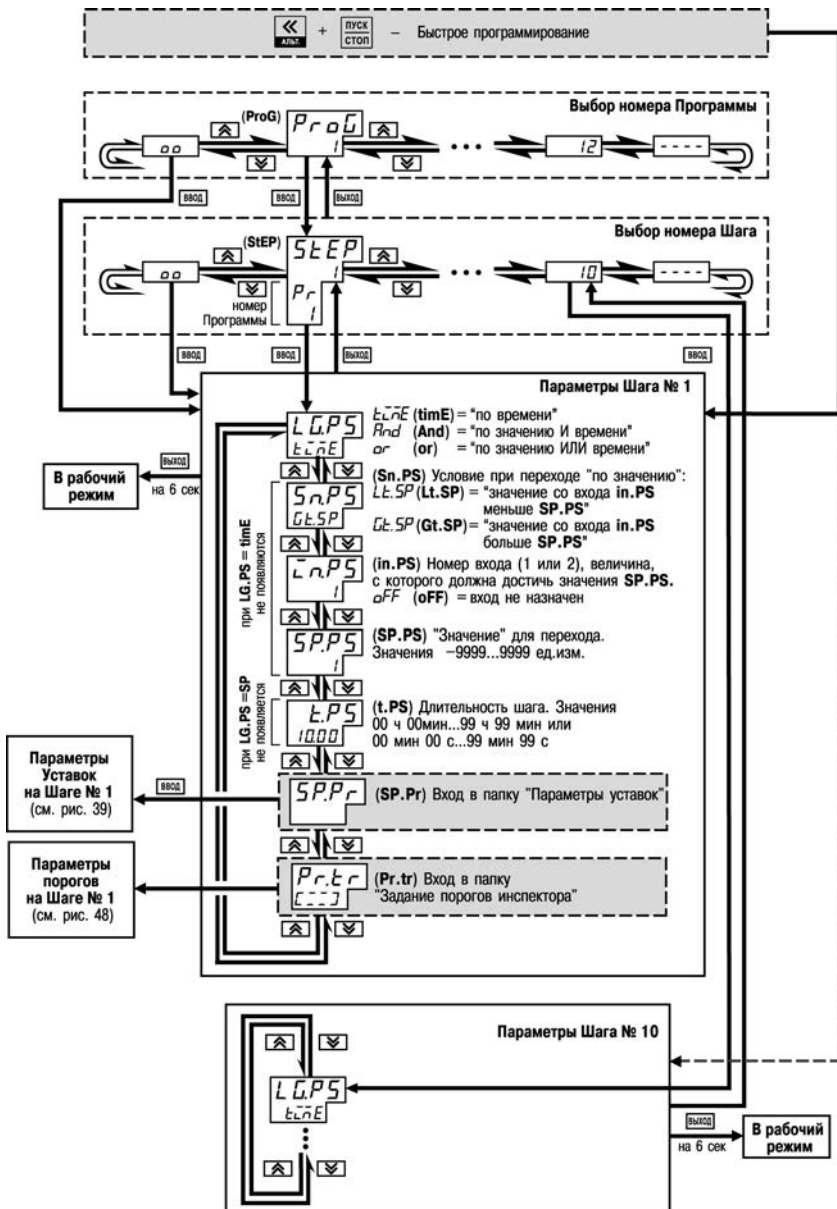 АЛЬТ. + ПУСК СТОП – Быстрое программирование
Выбор номера Программы
(ProG)
ProG
oo
1
12
----
ВВОД
ВВОД
ВЫХОД
Выбор номера Шага
(StEP)
StEP
oo
1
10
----
Pr
1
номер
Программы
ВВОД
ВВОД
ВЫХОД
ВВОД
Параметры Шага № 1
LG.PS
timE
timE (timE) = "по времени"
And (And) = "по значению И времени"
or (or) = "по значению ИЛИ времени"
ВЫХОД
на 6 сек
В рабочий
режим
при LG.PS = timE
не появляются
Sn.PS
Gt.SP
(Sn.PS) Условие при переходе "по значению":
Lt.SP (Lt.SP) = "значение со входа in.PS
меньше SP.PS"
Gt.SP (Gt.SP) = "значение со входа in.PS
больше SP.PS"
in.PS
1
(in.PS) Номер входа (1 или 2), величина,
с которого должна достичь значения SP.PS.
oFF (oFF) = вход не назначен
SP.PS
1
(SP.PS) "Значение" для перехода.
Значения −9999...9999 ед.изм.
при LG.PS =SP
не появляется
t.PS
10.00
(t.PS) Длительность шага. Значения
00 ч 00мин...99 ч 99 мин или
00 мин 00 с...99 мин 99 с
Параметры
Уставок
на Шаге № 1
(см. рис. 39)
ВВОД
SP.Pr
(SP.Pr) Вход в папку "Параметры уставок"
Параметры
порогов
на Шаге № 1
(см. рис. 48)
Pr.tr
[---]
(Pr.tr) Вход в папку
"Задание порогов инспектора"
Параметры Шага № 10
LG.PS
timE
ВЫХОД
на 6 сек
В рабочий
режим